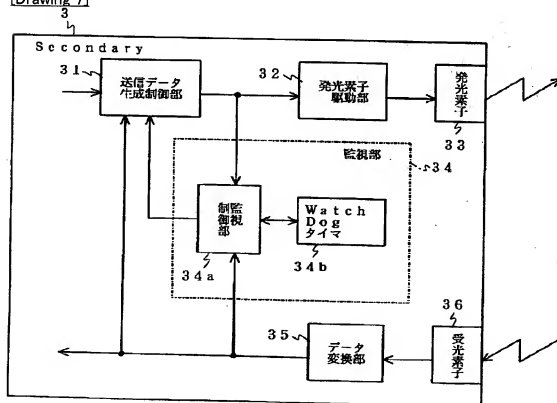 [Drawing 7]
3
Secondary
31
送信データ
生成制御部
32
発光素子
駆動部
発光素子
33
監視部
34
監視
制御部
34a
Watch
Dog
タイマ
34b
35
データ
変換部
36
受光素子